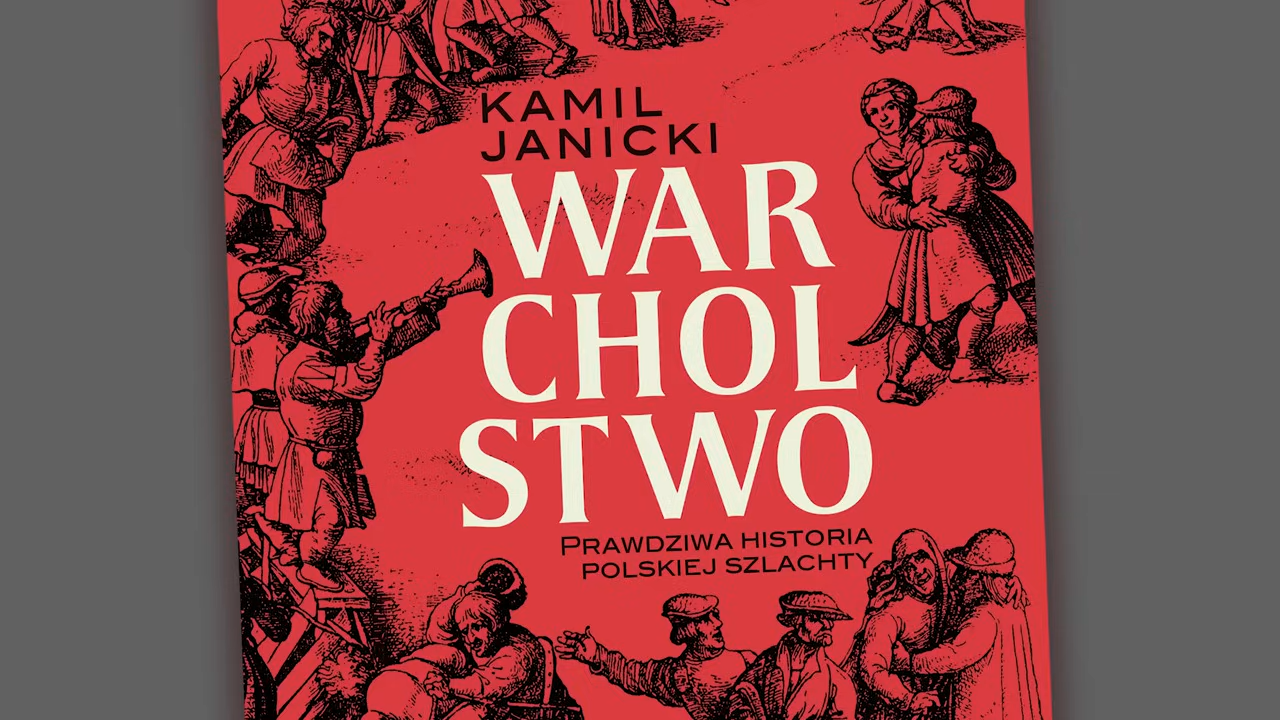 KAMIL
JANICKI
WAR
CHOL
STWO
PRAWDZIWA HISTORIA
POLSKIEJ SZLACHTY